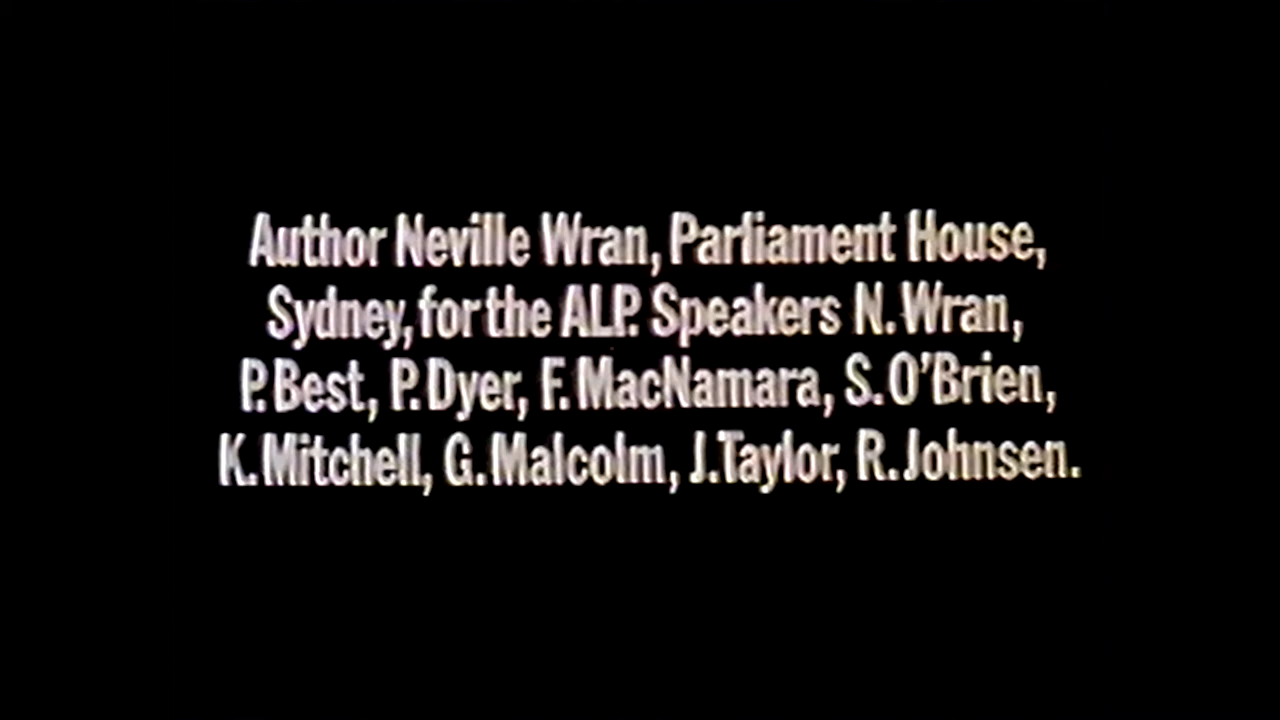 Author Neville Wran, Parliament House,
Sydney, for the ALP. Speakers N. Wran,
P. Best, P. Dyer, F. MacNamara, S. O'Brien,
K. Mitchell, G. Malcolm, J. Taylor, R. Johnsen.